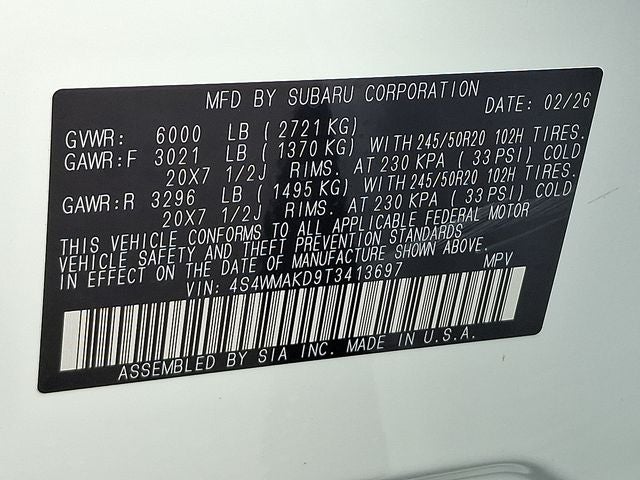 MFD BY SUBARU CORPORATION DATE: 02/26
GVWR: 6000 LB ( 2721 KG)
GAWR:F 3021 LB ( 1370 KG) WITH 245/50R20 102H TIRES.
20X7 1/2J RIMS. AT 230 KPA ( 33 PSI) COLD
GAWR:R 3296 LB ( 1495 KG) WITH 245/50R20 102H TIRES.
20X7 1/2J RIMS. AT 230 KPA ( 33 PSI) COLD
THIS VEHICLE CONFORMS TO ALL APPLICABLE FEDERAL MOTOR
VEHICLE SAFETY AND THEFT PREVENTION STANDARDS
IN EFFECT ON THE DATE OF MANUFACTURE SHOWN ABOVE.
VIN: 4S4WMAKD9T3413697 MPV
ASSEMBLED BY SIA INC. MADE IN U.S.A.